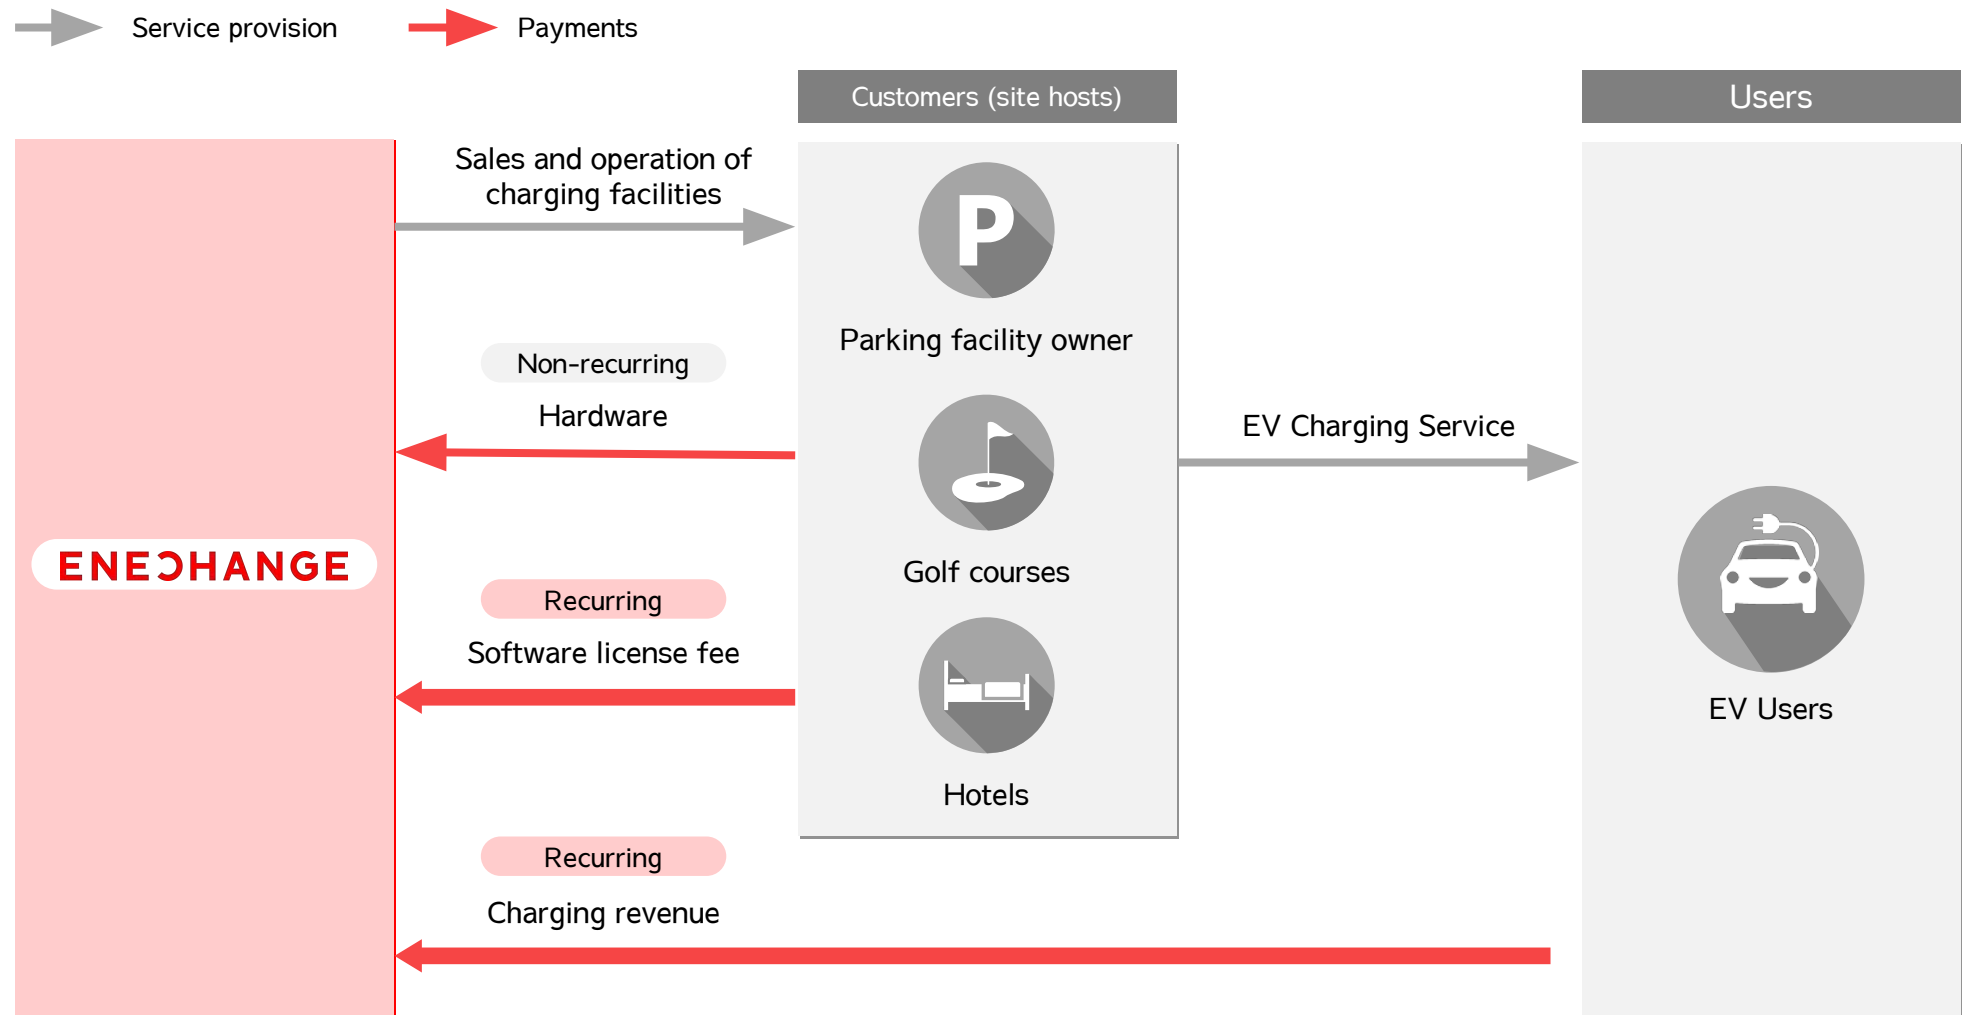 Service provision
Payments
Customers (site hosts)
Users
Sales and operation of
charging facilities
P
Parking facility owner
Non-recurring
Hardware
EV Charging Service
ENECHANGE
Golf courses
Recurring
Software license fee
EV Users
Hotels
Recurring
Charging revenue